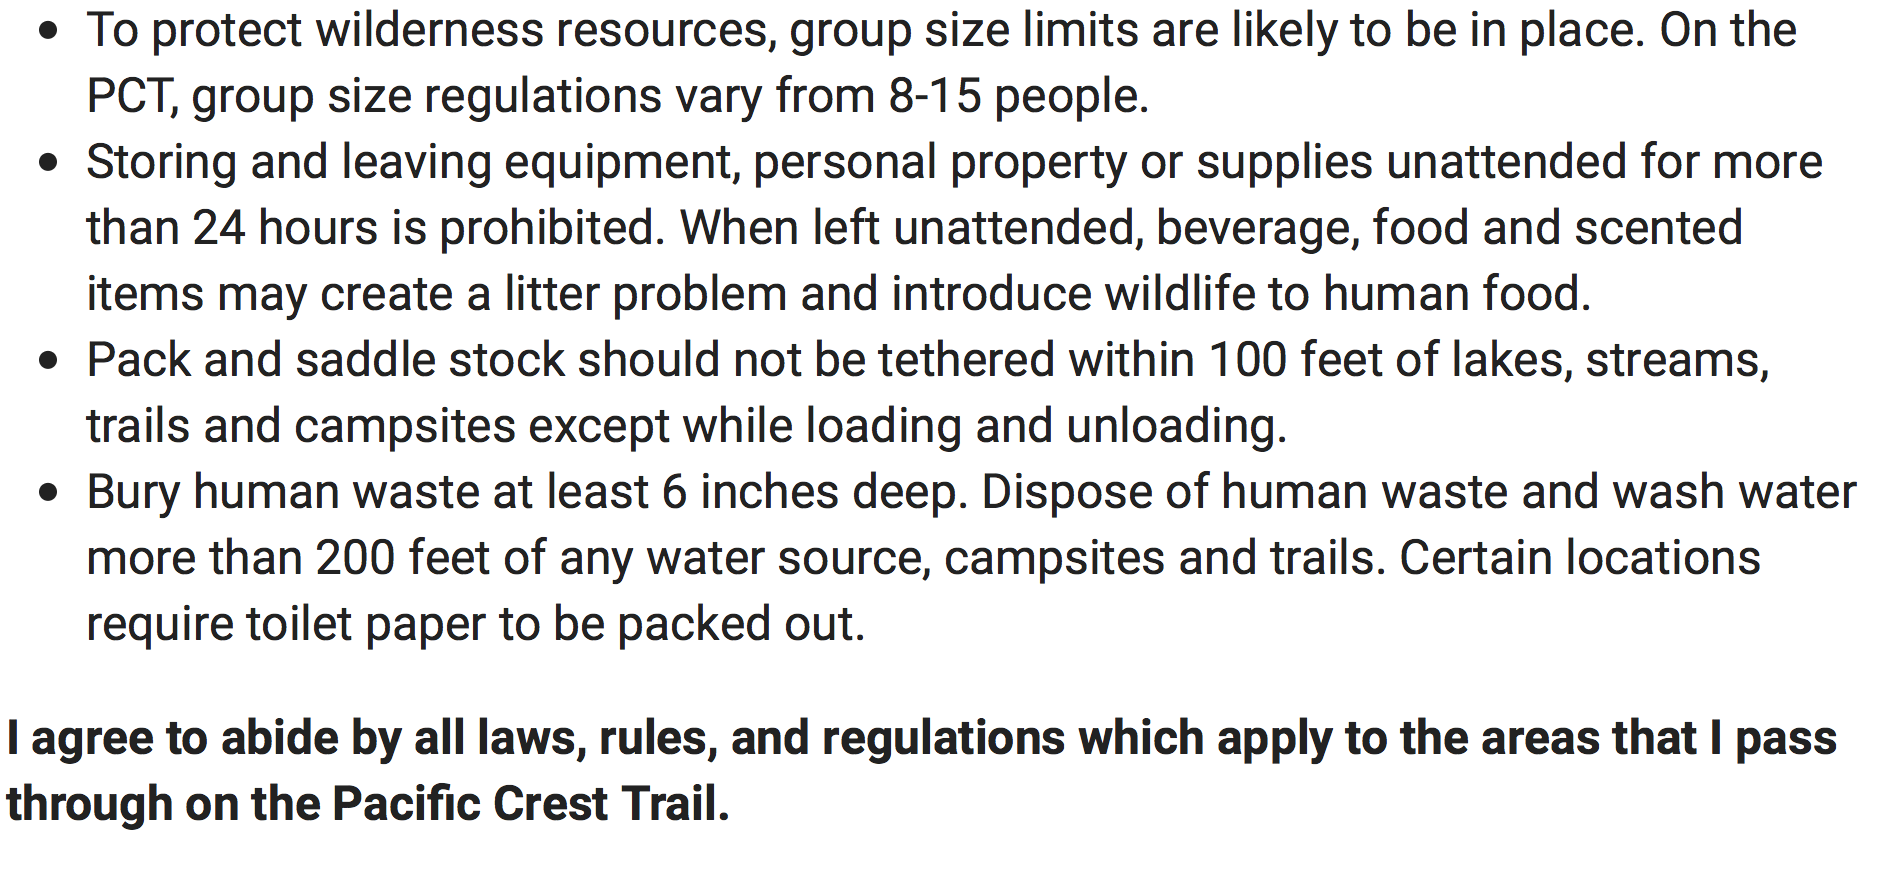 • To protect wilderness resources, group size limits are likely to be in place. On the
PCT, group size regulations vary from 8-15 people.
• Storing and leaving equipment, personal property or supplies unattended for more
than 24 hours is prohibited. When left unattended, beverage, food and scented
items may create a litter problem and introduce wildlife to human food.
• Pack and saddle stock should not be tethered within 100 feet of lakes, streams,
trails and campsites except while loading and unloading.
• Bury human waste at least 6 inches deep. Dispose of human waste and wash water
more than 200 feet of any water source, campsites and trails. Certain locations
require toilet paper to be packed out.
I agree to abide by all laws, rules, and regulations which apply to the areas that I pass
through on the Pacific Crest Trail.